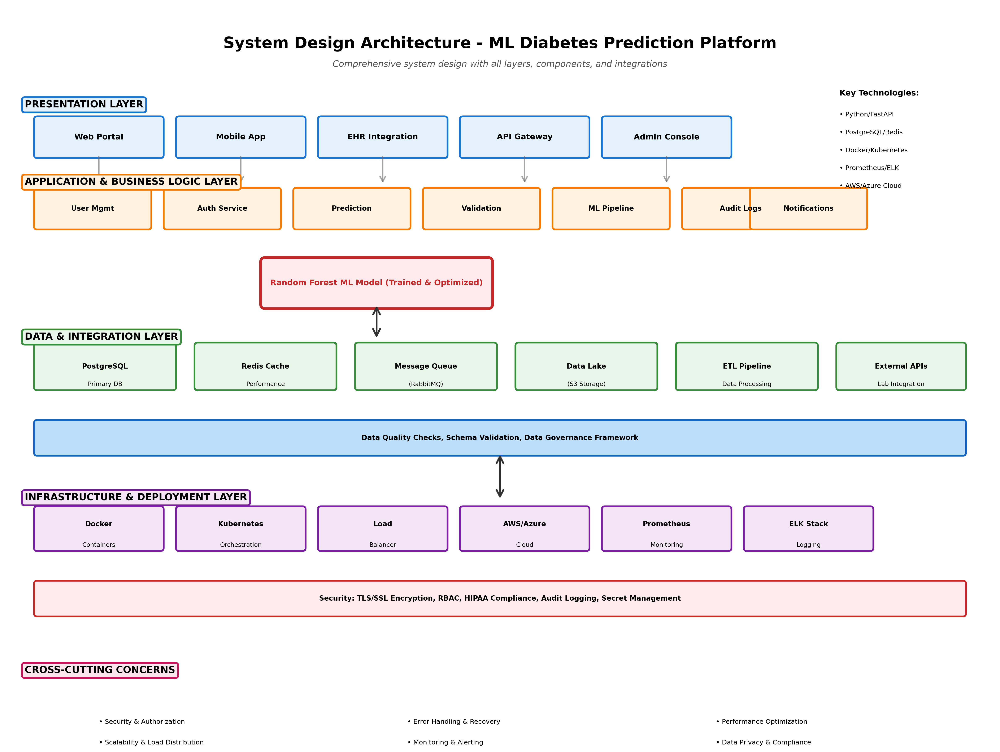 System Design Architecture - ML Diabetes Prediction Platform
Comprehensive system design with all layers, components, and integrations
Key Technologies:
• Python/FastAPI
• PostgreSQL/Redis
• Docker/Kubernetes
• Prometheus/ELK
• AWS/Azure Cloud
PRESENTATION LAYER
Web Portal
Mobile App
EHR Integration
API Gateway
Admin Console
APPLICATION & BUSINESS LOGIC LAYER
User Mgmt
Auth Service
Prediction
Validation
ML Pipeline
Audit Logs
Notifications
Random Forest ML Model (Trained & Optimized)
DATA & INTEGRATION LAYER
PostgreSQL
Primary DB
Redis Cache
Performance
Message Queue
(RabbitMQ)
Data Lake
(S3 Storage)
ETL Pipeline
Data Processing
External APIs
Lab Integration
Data Quality Checks, Schema Validation, Data Governance Framework
INFRASTRUCTURE & DEPLOYMENT LAYER
Docker
Containers
Kubernetes
Orchestration
Load
Balancer
AWS/Azure
Cloud
Prometheus
Monitoring
ELK Stack
Logging
Security: TLS/SSL Encryption, RBAC, HIPAA Compliance, Audit Logging, Secret Management
CROSS-CUTTING CONCERNS
• Security & Authorization
• Scalability & Load Distribution
• Error Handling & Recovery
• Monitoring & Alerting
• Performance Optimization
• Data Privacy & Compliance